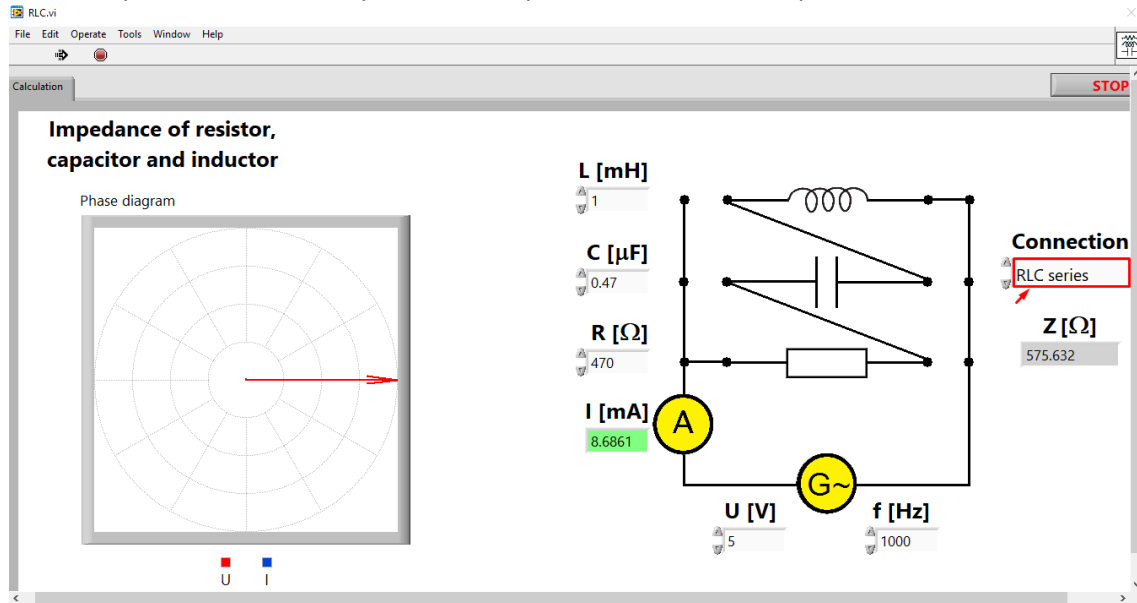 RLC.vi
File Edit Operate Tools Window Help
Calculation
STOP
Impedance of resistor,
capacitor and inductor
Phase diagram
U I
L [mH]
1
C [μF]
0.47
R [Ω]
470
I [mA]
8.6861
A
G~
U [V]
5
f [Hz]
1000
Connection
RLC series
Z [Ω]
575.632